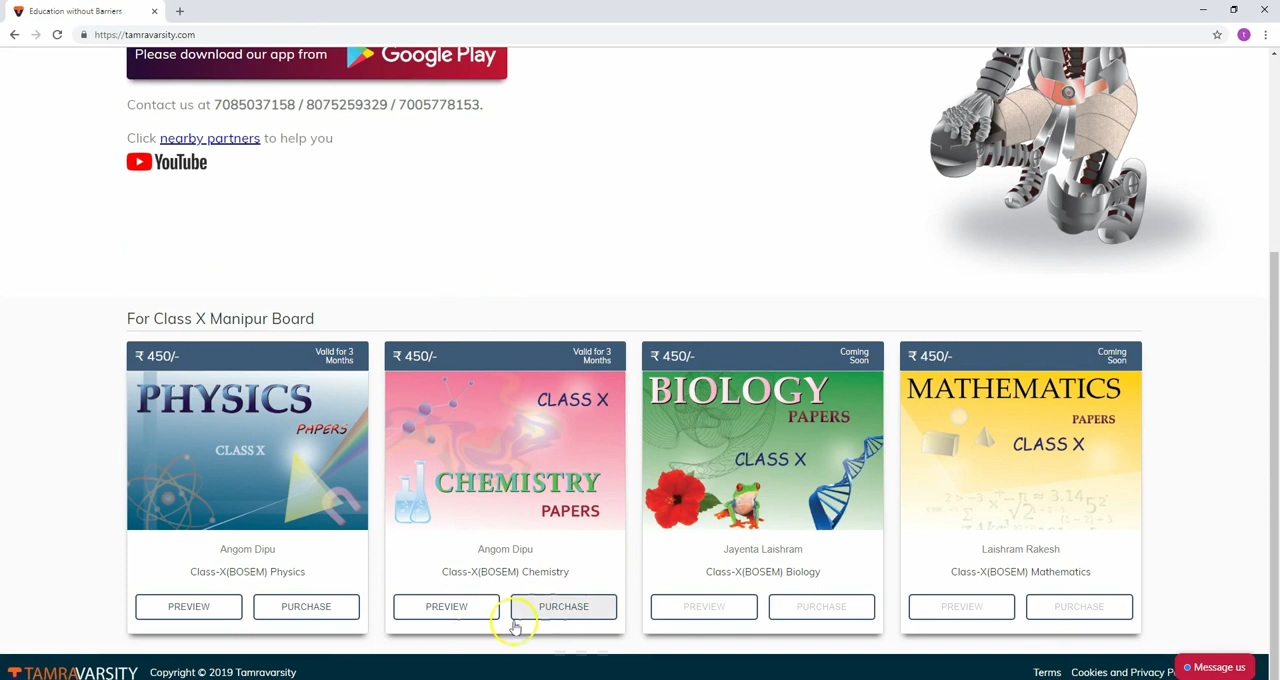 Education without Barriers
https://tamravarsity.com
t
Please download our app from Google Play
Contact us at 7085037158 / 8075259329 / 7005778153.
Click nearby partners to help you
YouTube
For Class X Manipur Board
₹ 450/-
Valid for 3
Months
PHYSICS
PAPERS
CLASS X
Angom Dipu
Class-X(BOSEM) Physics
PREVIEW
PURCHASE
₹ 450/-
Valid for 3
Months
CLASS X
CHEMISTRY
PAPERS
Angom Dipu
Class-X(BOSEM) Chemistry
PREVIEW
PURCHASE
₹ 450/-
Coming
Soon
BIOLOGY
PAPERS
CLASS X
Jayenta Laishram
Class-X(BOSEM) Biology
PREVIEW
PURCHASE
₹ 450/-
Coming
Soon
MATHEMATICS
PAPERS
CLASS X
Laishram Rakesh
Class-X(BOSEM) Mathematics
PREVIEW
PURCHASE
TAMRAVARSITY
Copyright © 2019 Tamravarsity
Terms
Cookies and Privacy
Message us